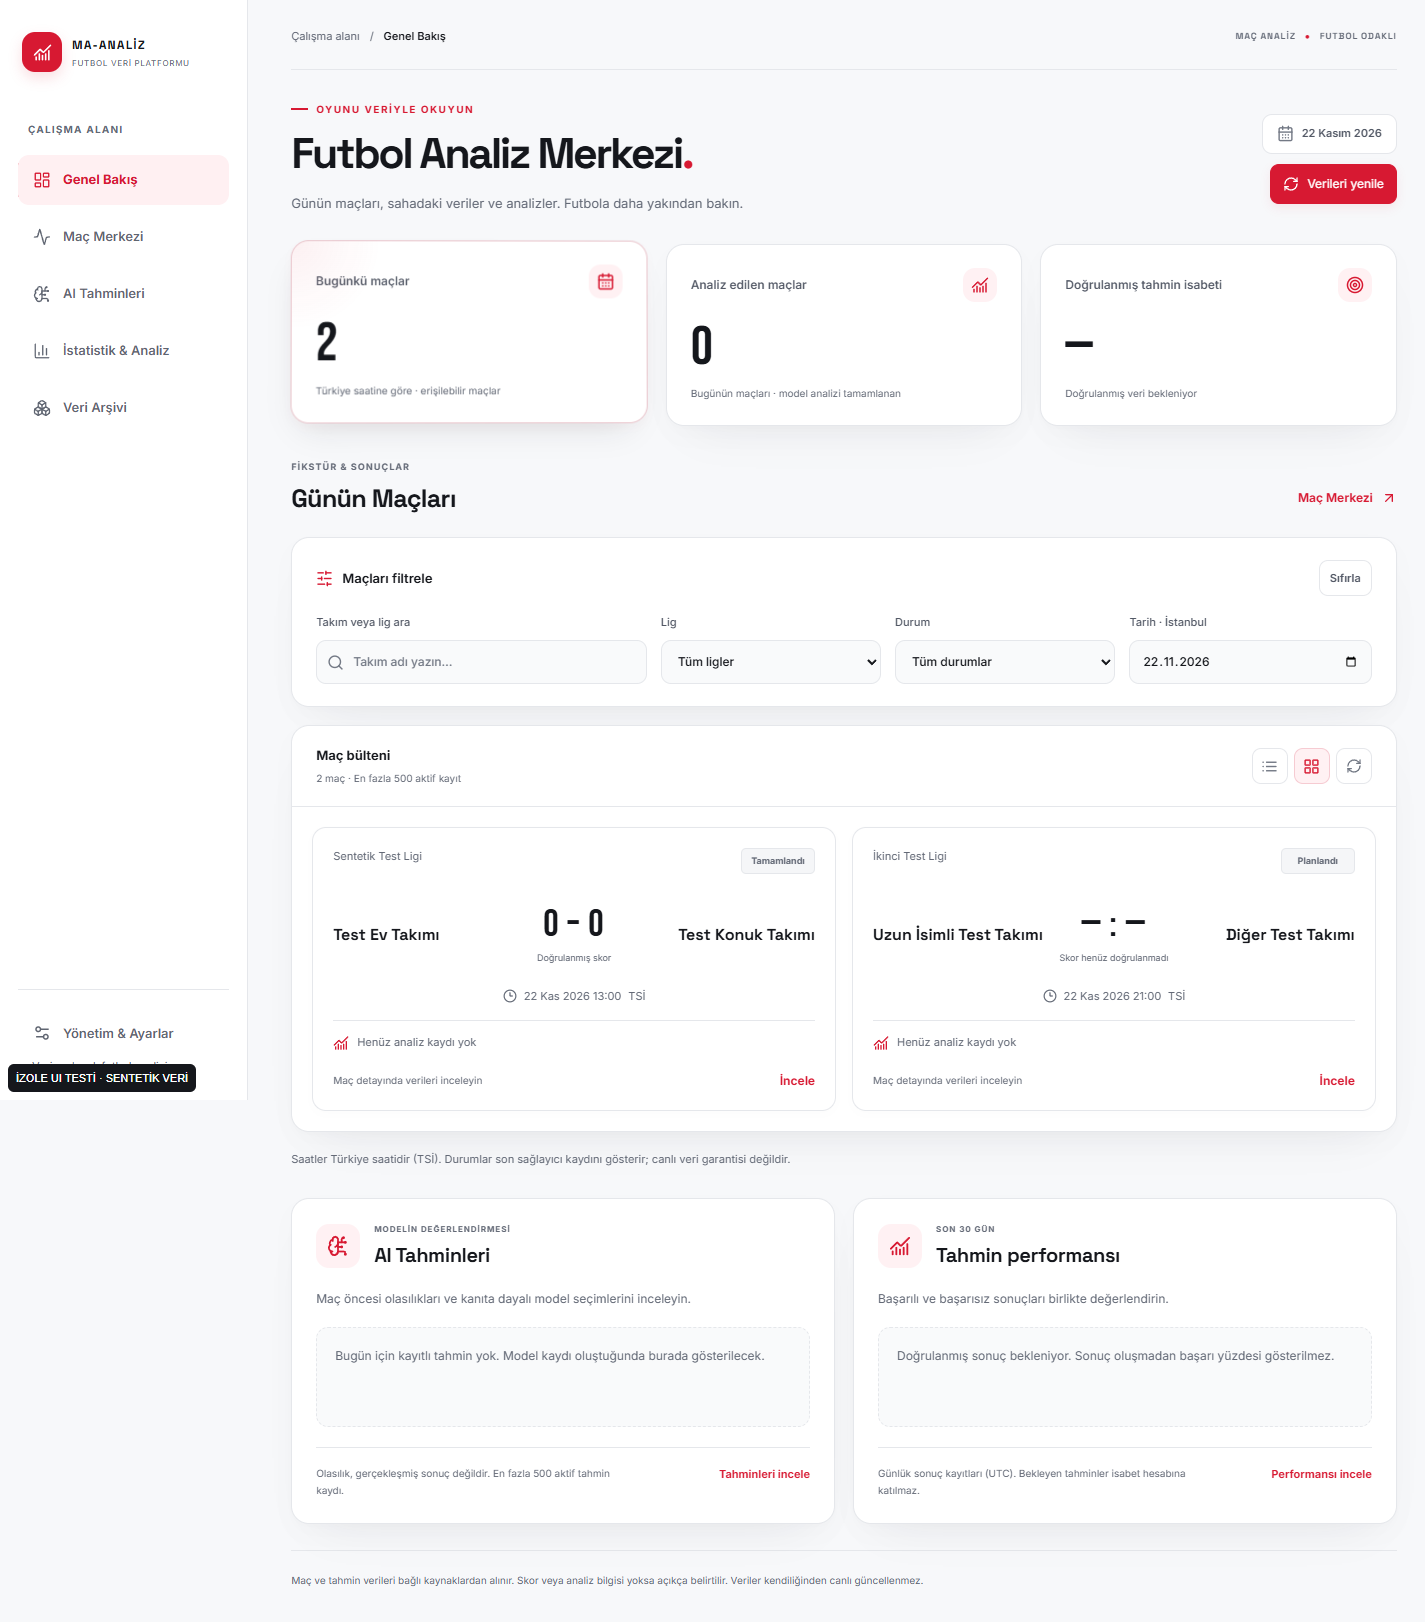 MA-ANALİZ
FUTBOL VERİ PLATFORMU
ÇALIŞMA ALANI
Genel Bakış
Maç Merkezi
AI Tahminleri
İstatistik & Analiz
Veri Arşivi
Yönetim & Ayarlar
İZOLE UI TESTİ · SENTETİK VERİ
Çalışma alanı / Genel Bakış
MAÇ ANALİZ • FUTBOL ODAKLI
OYUNU VERİYLE OKUYUN
Futbol Analiz Merkezi.
Günün maçları, sahadaki veriler ve analizler. Futbola daha yakından bakın.
22 Kasım 2026
Verileri yenile
Bugünkü maçlar
2
Türkiye saatine göre · erişilebilir maçlar
Analiz edilen maçlar
0
Bugünün maçları · model analizi tamamlanan
Doğrulanmış tahmin isabeti
—
Doğrulanmış veri bekleniyor
FİKSTÜR & SONUÇLAR
Günün Maçları
Maç Merkezi
Maçları filtrele
Sıfırla
Takım veya lig ara
Lig
Durum
Tarih · İstanbul
Takım adı yazın...
Tüm ligler
Tüm durumlar
22.11.2026
Maç bülteni
2 maç · En fazla 500 aktif kayıt
Sentetik Test Ligi
Tamamlandı
Test Ev Takımı
0 - 0
Test Konuk Takımı
Doğrulanmış skor
22 Kas 2026 13:00 TSİ
Henüz analiz kaydı yok
Maç detayında verileri inceleyin
İncele
İkinci Test Ligi
Planlandı
Uzun İsimli Test Takımı
— : —
Diğer Test Takımı
Skor henüz doğrulanmadı
22 Kas 2026 21:00 TSİ
Henüz analiz kaydı yok
Maç detayında verileri inceleyin
İncele
Saatler Türkiye saatidir (TSİ). Durumlar son sağlayıcı kaydını gösterir; canlı veri garantisi değildir.
MODELİN DEĞERLENDİRMESİ
AI Tahminleri
Maç öncesi olasılıkları ve kanıta dayalı model seçimlerini inceleyin.
Bugün için kayıtlı tahmin yok. Model kaydı oluştuğunda burada gösterilecek.
Olasılık, gerçekleşmiş sonuç değildir. En fazla 500 aktif tahmin
kaydı.
Tahminleri incele
SON 30 GÜN
Tahmin performansı
Başarılı ve başarısız sonuçları birlikte değerlendirin.
Doğrulanmış sonuç bekleniyor. Sonuç oluşmadan başarı yüzdesi gösterilmez.
Günlük sonuç kayıtları (UTC). Bekleyen tahminler isabet hesabına
katılmaz.
Performansı incele
Maç ve tahmin verileri bağlı kaynaklardan alınır. Skor veya analiz bilgisi yoksa açıkça belirtilir. Veriler kendiliğinden canlı güncellenmez.